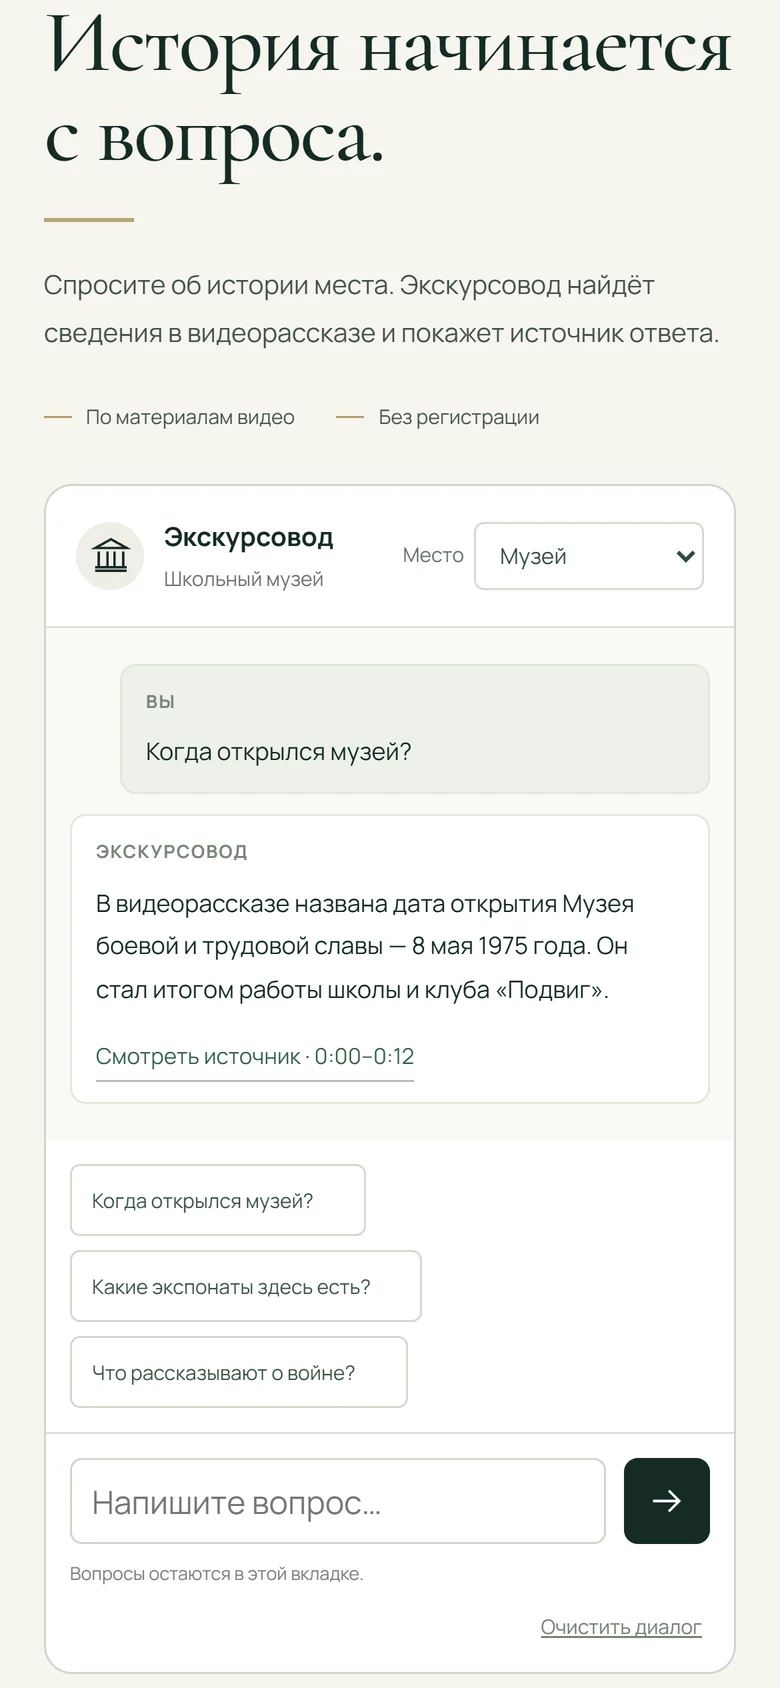 История начинается
с вопроса.
Спросите об истории места. Экскурсовод найдёт
сведения в видеорассказе и покажет источник ответа.
По материалам видео
Без регистрации
Экскурсовод
Школьный музей
Место
Музей
ВЫ
Когда открылся музей?
ЭКСКУРСОВОД
В видеорассказе названа дата открытия Музея
боевой и трудовой славы — 8 мая 1975 года. Он
стал итогом работы школы и клуба «Подвиг».
Смотреть источник · 0:00–0:12
Когда открылся музей?
Какие экспонаты здесь есть?
Что рассказывают о войне?
Напишите вопрос...
Вопросы остаются в этой вкладке.
Очистить диалог